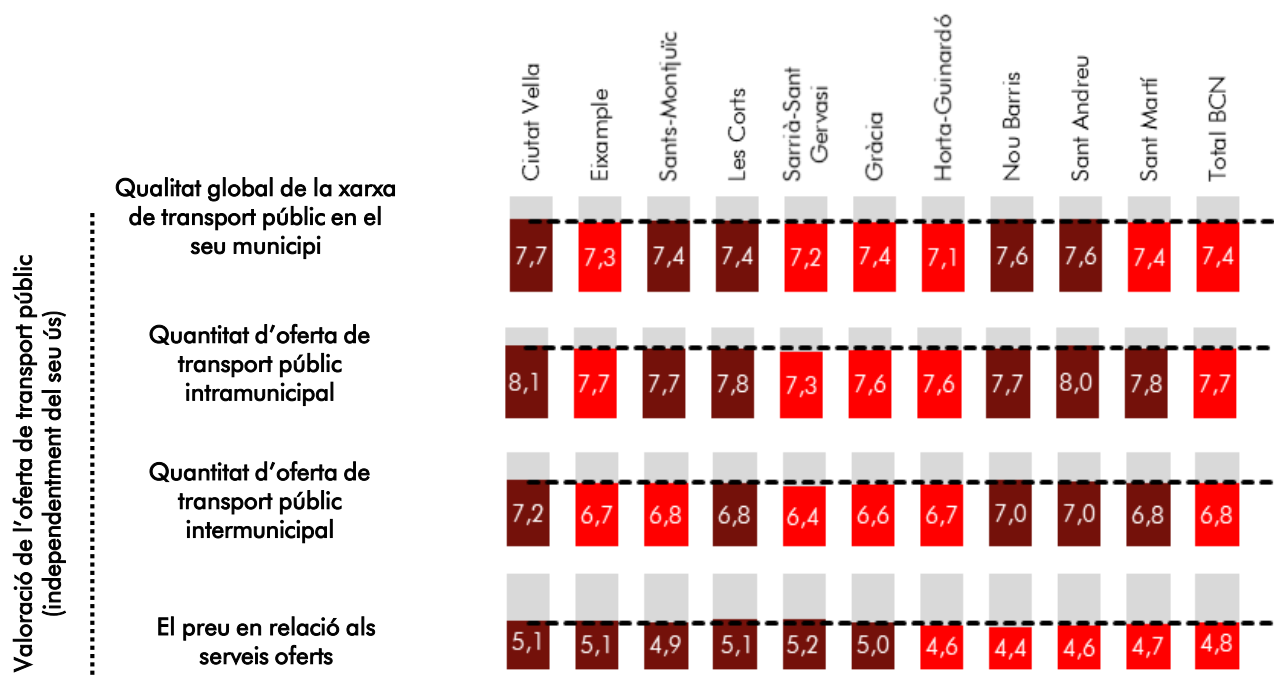 Ciutat Vella
Eixample
Sants-Montjuïc
Les Corts
Sarrià-Sant
Gervasi
Gràcia
Horta-Guinardó
Nou Barris
Sant Andreu
Sant Martí
Total BCN
Valoració de l'oferta de transport públic
(independentment del seu ús)
Qualitat global de la xarxa
de transport públic en el
seu municipi
7,7 7,3 7,4 7,4 7,2 7,4 7,1 7,6 7,6 7,4 7,4
Quantitat d'oferta de
transport públic
intramunicipal
8,1 7,7 7,7 7,8 7,3 7,6 7,6 7,7 8,0 7,8 7,7
Quantitat d'oferta de
transport públic
intermunicipal
7,2 6,7 6,8 6,8 6,4 6,6 6,7 7,0 7,0 6,8 6,8
El preu en relació als
serveis oferts
5,1 5,1 4,9 5,1 5,2 5,0 4,6 4,4 4,6 4,7 4,8